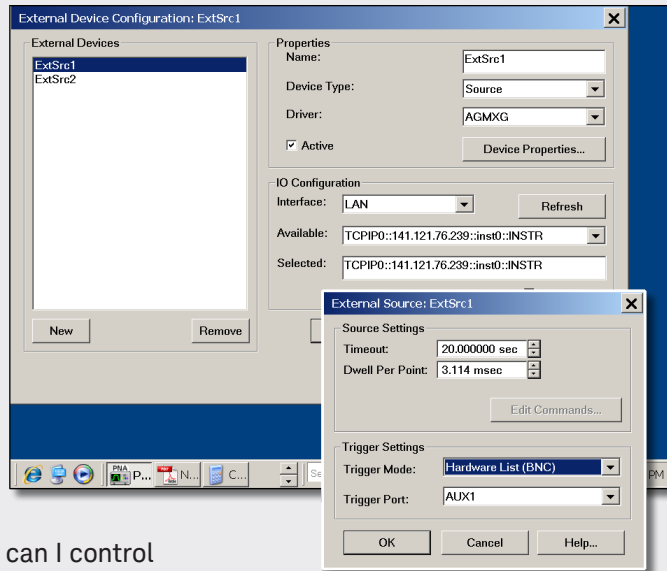 External Device Configuration: ExtSrc1
External Devices
ExtSrc1
ExtSrc2
New
Remove
Properties
Name:
ExtSrc1
Device Type:
Source
Driver:
AGMXG
Active
Device Properties...
IO Configuration
Interface:
LAN
Refresh
Available:
TCPIP0::141.121.76.239::inst0::INSTR
Selected:
TCPIP0::141.121.76.239::inst0::INSTR
External Source: ExtSrc1
Source Settings
Timeout:
20.000000 sec
Dwell Per Point:
3.114 msec
Edit Commands...
Trigger Settings
Trigger Mode:
Hardware List (BNC)
Trigger Port:
AUX1
OK
Cancel
Help...
PNA
P...
N...
C...
PM
can I control